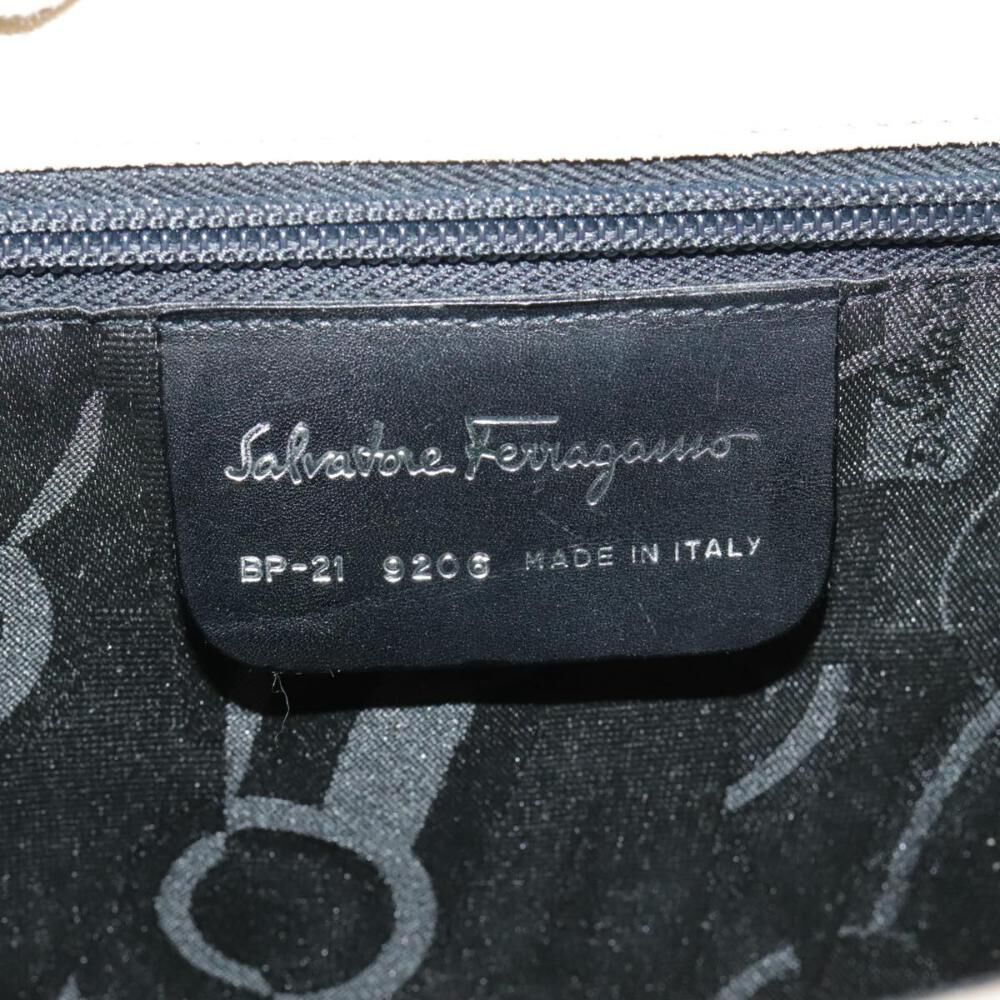 Salvatore Ferragamo
BP-21 9206 MADE IN ITALY